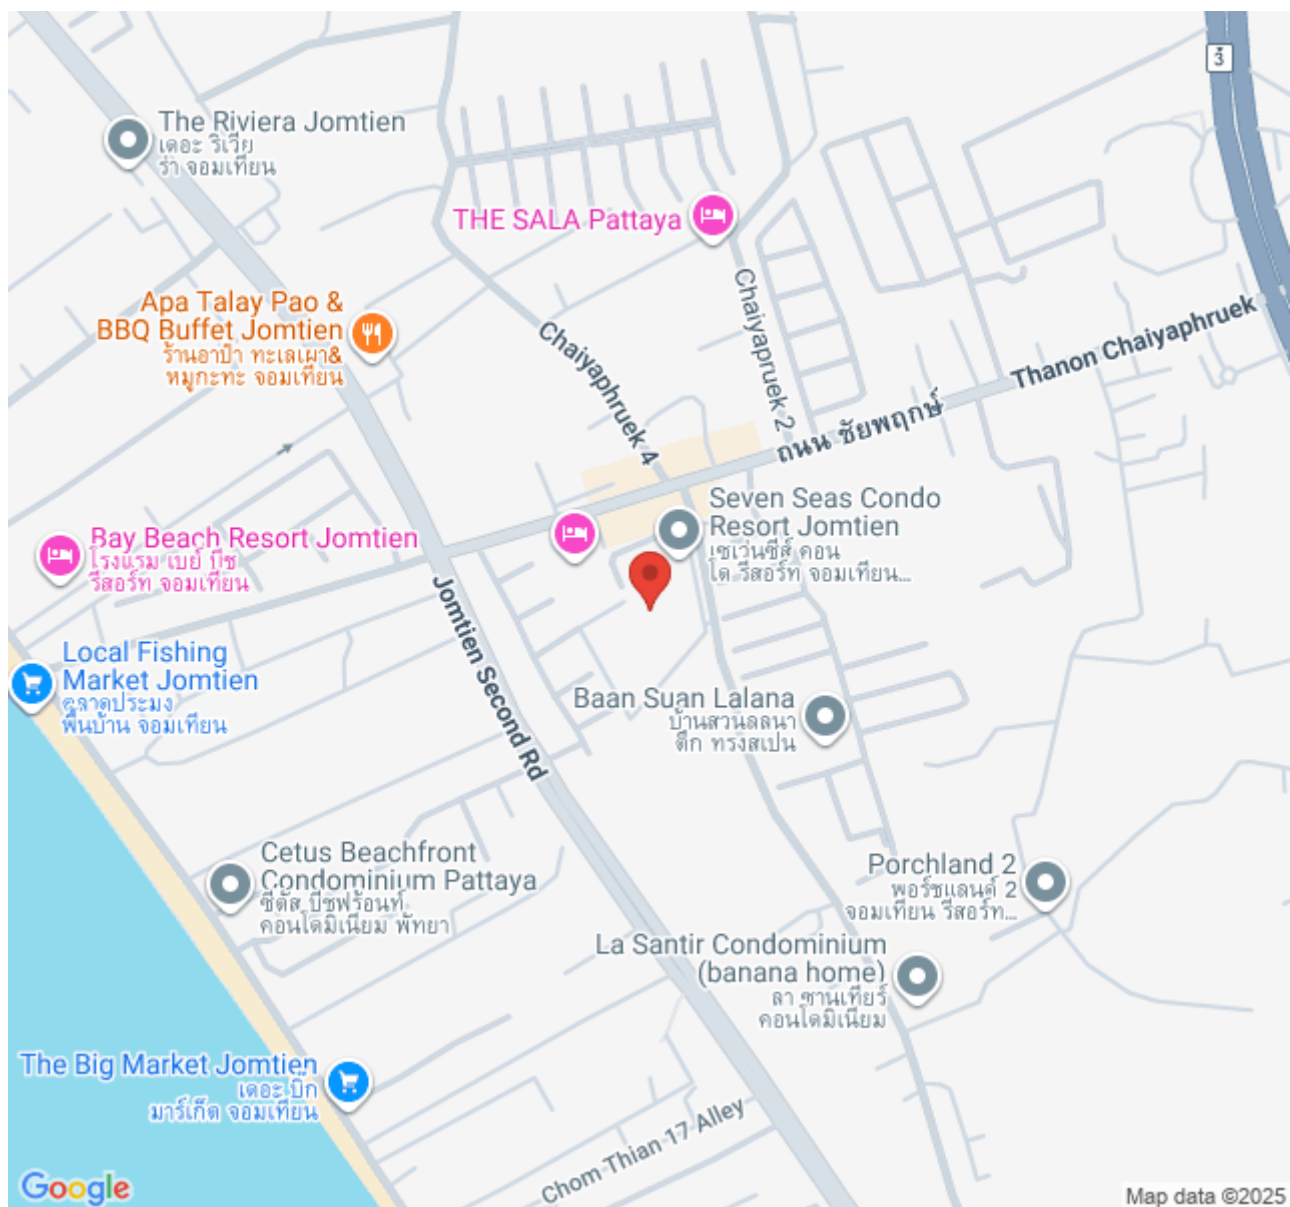 3
The Riviera Jomtien
เดอะ ริเวีย
ร่า จอมเทียน
THE SALA Pattaya
Chaiyapruek 2
Apa Talay Pao &
BBQ Buffet Jomtien
ร้านอาป๋า ทะเลเผา&
หมูกะทะ จอมเทียน
Chaiyaphruek 4
Thanon Chaiyaphruek
ถนน ชัยพฤกษ์
Seven Seas Condo
Resort Jomtien
เซเว่นซีส์ คอน
โด รีสอร์ท จอมเทียน...
Bay Beach Resort Jomtien
โรงแรม เบย์ บีช
รีสอร์ท จอมเทียน
Jomtien Second Rd
Local Fishing
Market Jomtien
ตลาดประมง
พื้นบ้าน จอมเทียน
Baan Suan Lalana
บ้านสวนลลนา
ตึก ทรงสเปน
Cetus Beachfront
Condominium Pattaya
ซีตัส บีชฟร้อนท์
คอนโดมิเนียม พัทยา
Porchland 2
พอร์ชแลนด์ 2
จอมเทียน รีสอร์ท...
La Santir Condominium
(banana home)
ลา ซานเทียร์
คอนโดมิเนียม
The Big Market Jomtien
เดอะ บิ๊ก
มาร์เก็ต จอมเทียน
Chom Thian 17 Alley
Google
Map data ©2025